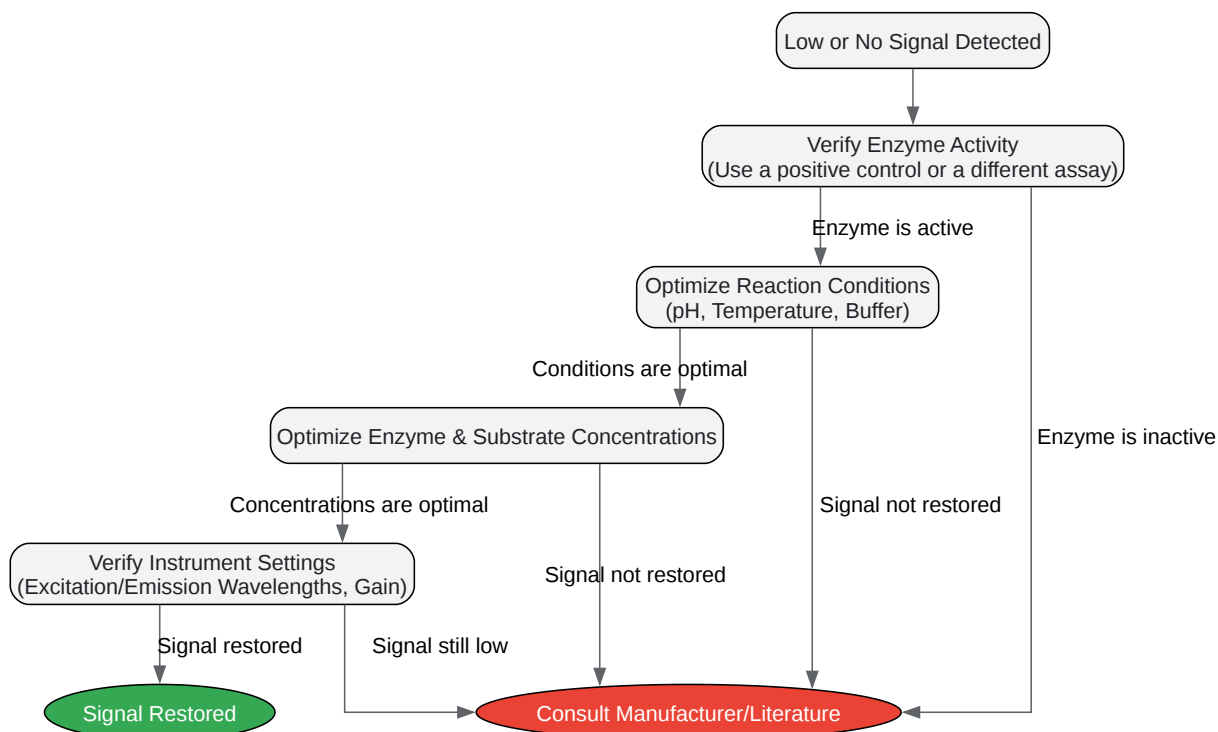 Low or No Signal Detected
Verify Enzyme Activity
(Use a positive control or a different assay)
Enzyme is active
Optimize Reaction Conditions
(pH, Temperature, Buffer)
Conditions are optimal
Optimize Enzyme & Substrate Concentrations
Enzyme is inactive
Concentrations are optimal
Signal not restored
Verify Instrument Settings
(Excitation/Emission Wavelengths, Gain)
Signal not restored
Signal restored
Signal still low
Signal Restored
Consult Manufacturer/Literature